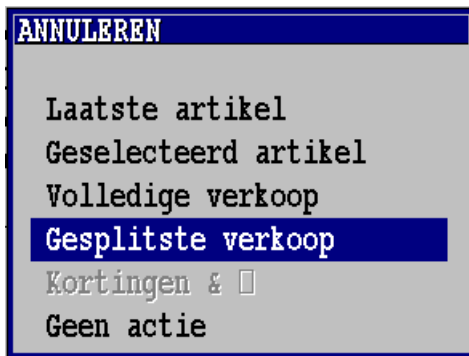 ANNULEREN
Laatste artikel
Geselecteerd artikel
Volledige verkoop
Gesplitste verkoop
Kortingen & 
Geen actie